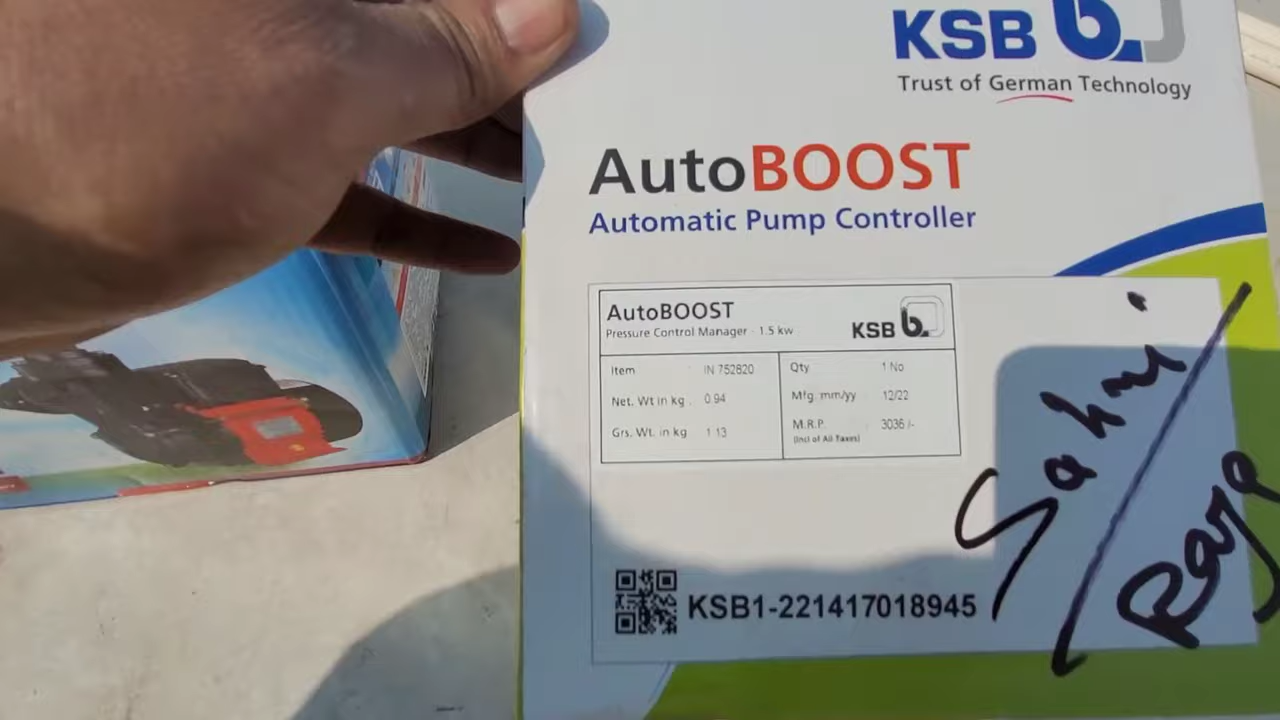 KSB b.
Trust of German Technology
AutoBOOST
Automatic Pump Controller
AutoBOOST
Pressure Control Manager - 1.5 kw
KSB b.
Item IN 752820
Net. Wt in kg . 0.94
Grs. Wt. in kg 1.13
Qty 1 No
Mfg. mm/yy 12/22
M.R.P. : 3036 /-
(Incl of All Taxes)
KSB1-221417018945
Sahni /